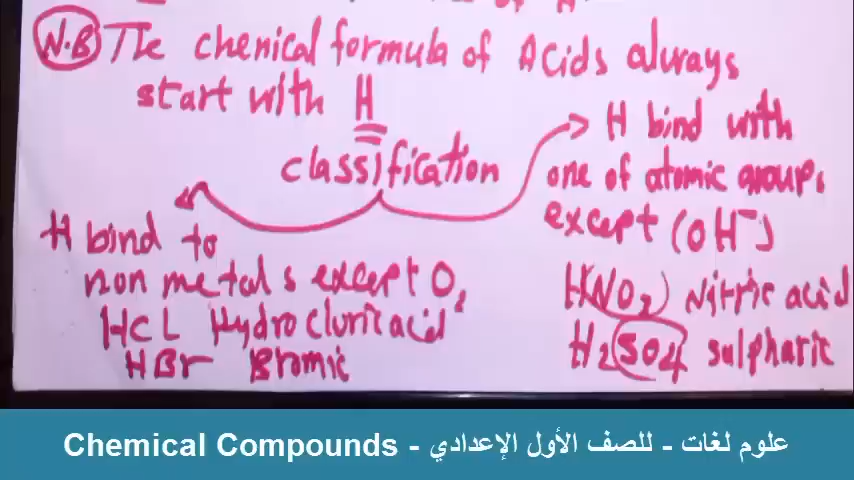 N.B The chemical formula of Acids always
start with H
classification
H bind to
non metals except O2
HCL Hydrocluric acid
HBr Bromic
H bind with
one of atomic groups
except (OH-)
H(NO2) Nitric acid
H2SO4 sulpharic
Chemical Compounds - علوم لغات - للصف الأول الإعدادي